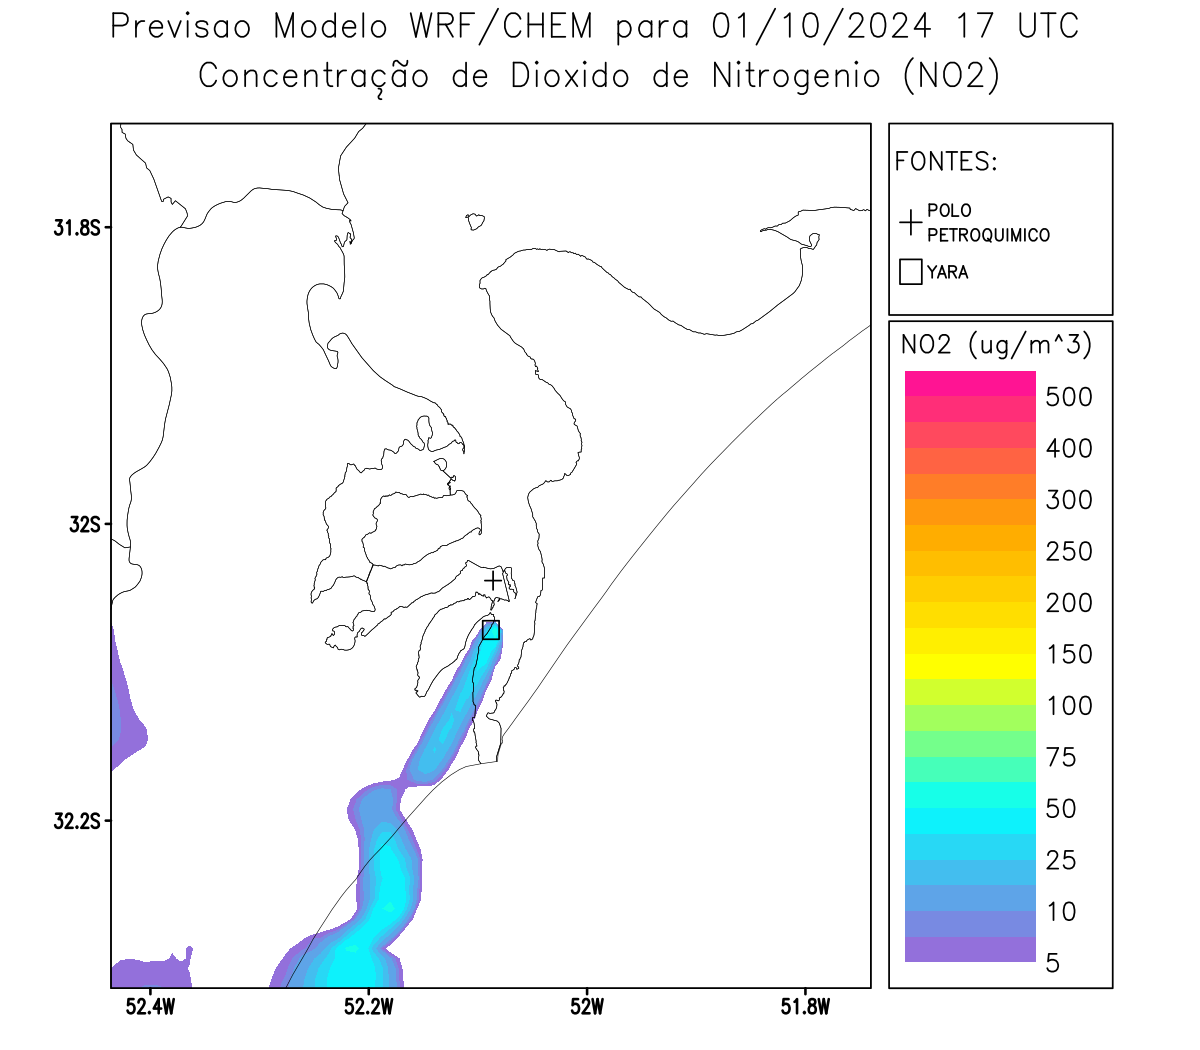 Previsao Modelo WRF/CHEM para 01/10/2024 17 UTC
Concentração de Dioxido de Nitrogenio (NO2)
FONTES:
POLO
PETROQUIMICO
YARA
NO2 (ug/m^3)
500
400
300
250
200
150
100
75
50
25
10
5
31.8S
32S
32.2S
52.4W
52.2W
52W
51.8W